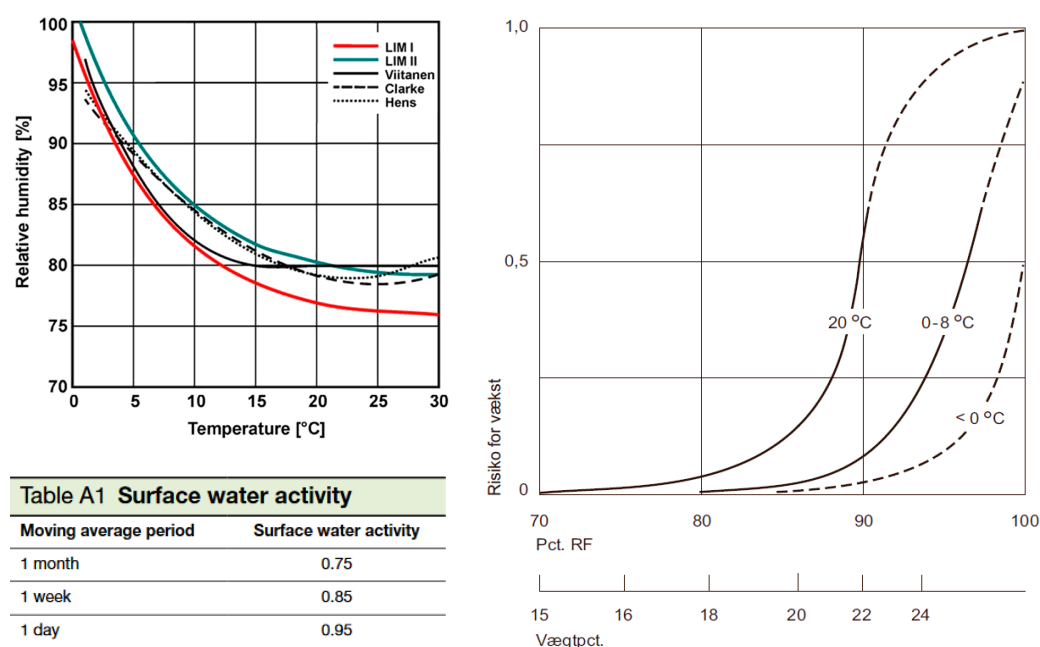 100
95
90
85
80
75
70
Relative humidity [%]
LIM I
LIM II
Viitanen
Clarke
Hens
0 5 10 15 20 25 30
Temperature [°C]
Table A1 Surface water activity
Moving average period Surface water activity
1 month 0.75
1 week 0.85
1 day 0.95
1,0
0,5
0
Risiko for vækst
20 °C
0-8 °C
< 0 °C
70 80 90 100
Pct. RF
15 16 18 20 22 24
Vægtpct.